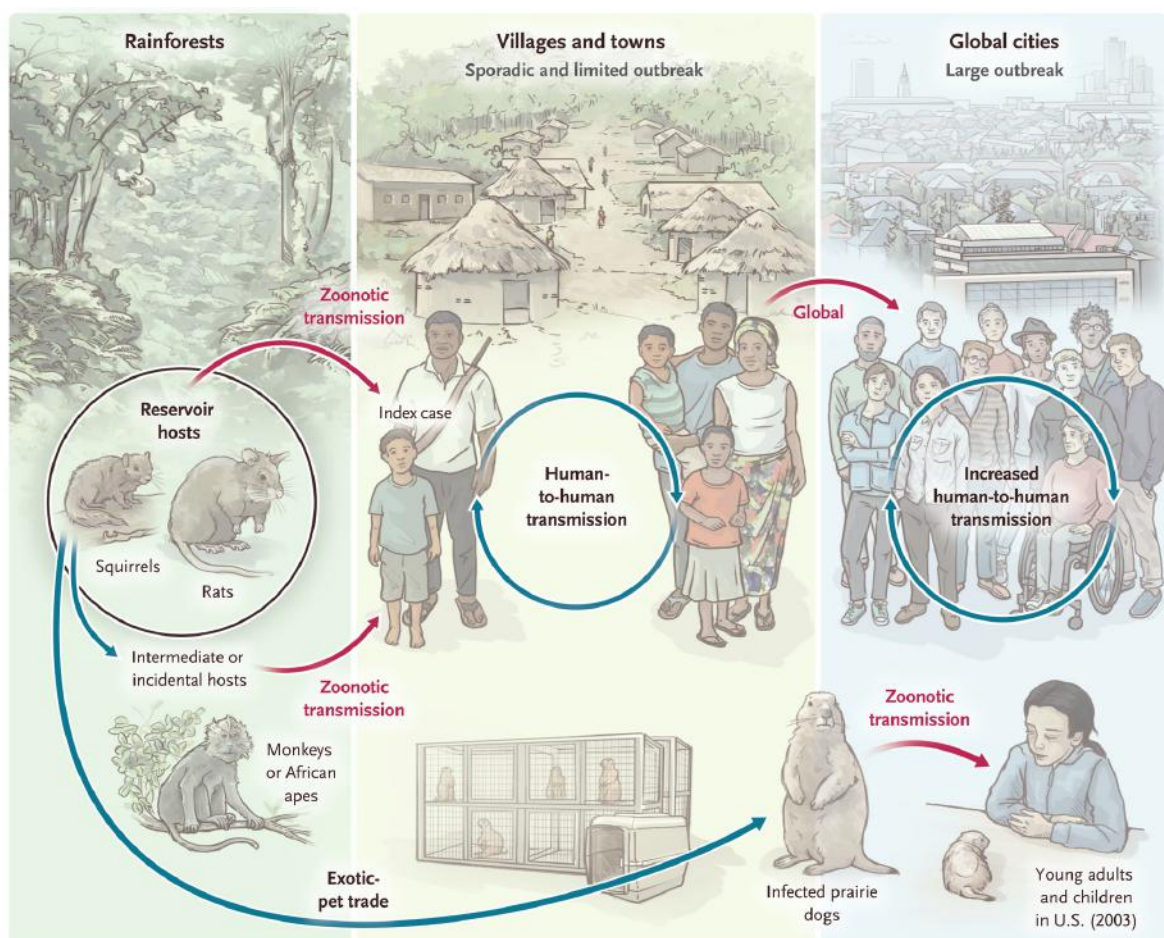 Rainforests
Villages and towns
Sporadic and limited outbreak
Global cities
Large outbreak
Zoonotic
transmission
Global
Reservoir
hosts
Squirrels
Rats
Index case
Human-
to-human
transmission
Increased
human-to-human
transmission
Intermediate or
incidental hosts
Zoonotic
transmission
Monkeys
or African
apes
Zoonotic
transmission
Exotic-
pet trade
Infected prairie
dogs
Young adults
and children
in U.S. (2003)